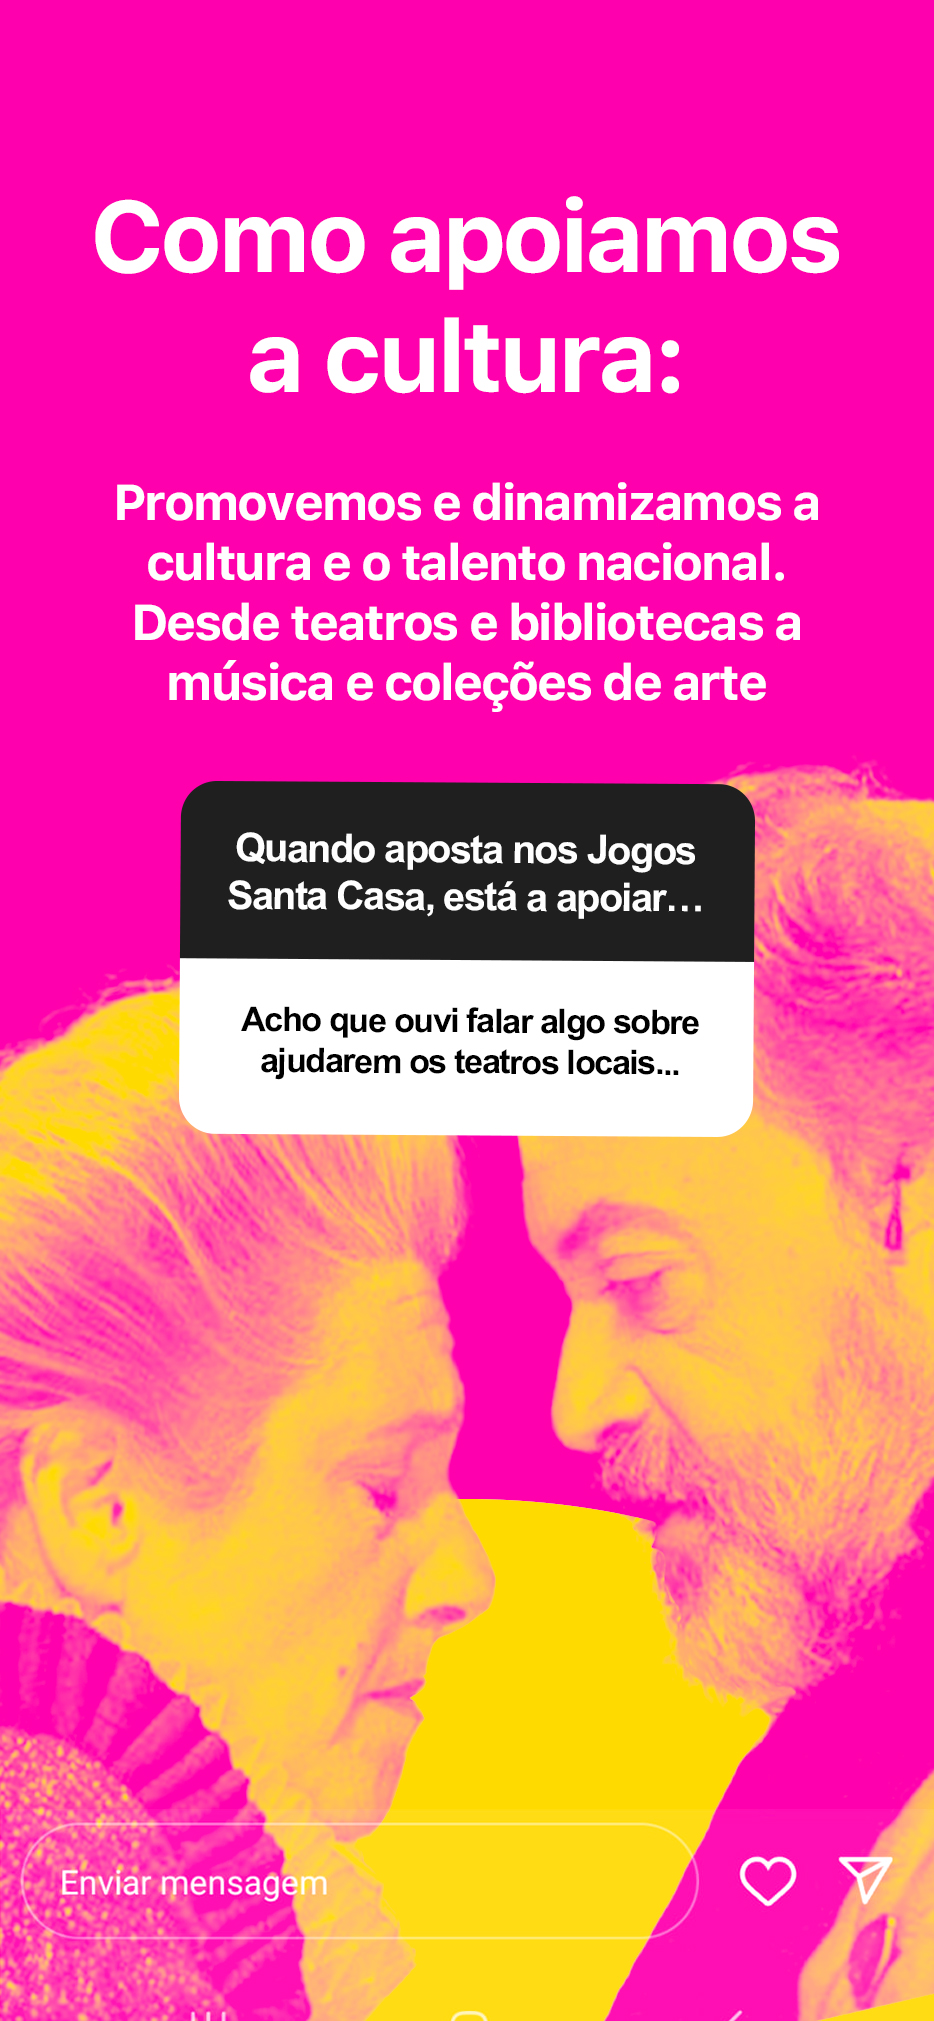 Como apoiamos
a cultura:
Promovemos e dinamizamos a
cultura e o talento nacional.
Desde teatros e bibliotecas a
música e coleções de arte
Quando aposta nos Jogos
Santa Casa, está a apoiar...
Acho que ouvi falar algo sobre
ajudarem os teatros locais...
Enviar mensagem